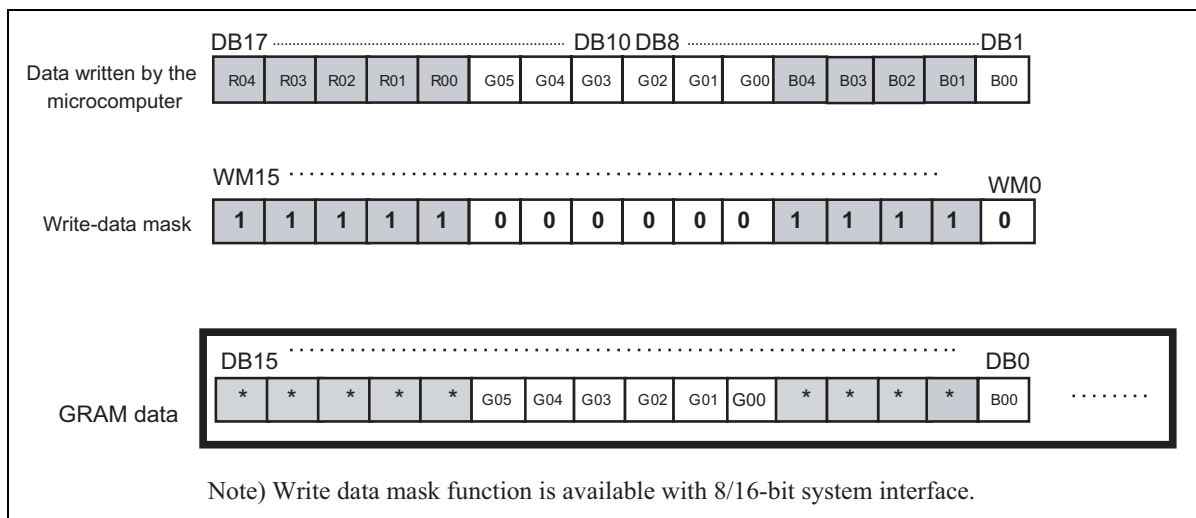 DB17 DB10 DB8 DB1
Data written by the
microcomputer
R04 R03 R02 R01 R00 G05 G04 G03 G02 G01 G00 B04 B03 B02 B01 B00
WM15 WM0
Write-data mask
1 1 1 1 1 0 0 0 0 0 0 1 1 1 1 0
DB15 DB0
GRAM data
* * * * * G05 G04 G03 G02 G01 G00 * * * * B00
Note) Write data mask function is available with 8/16-bit system interface.